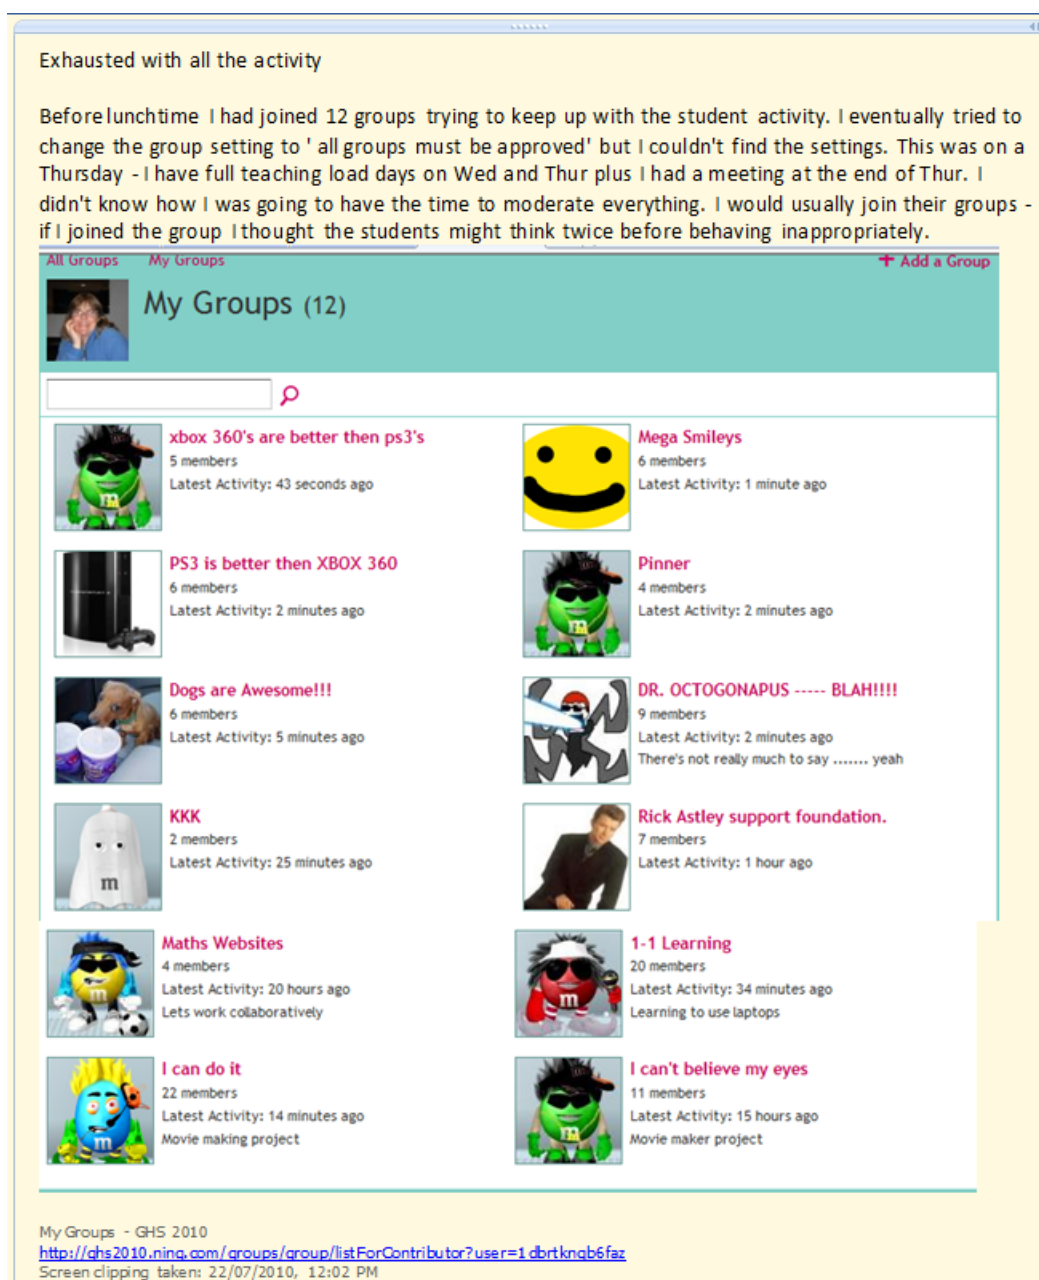 Exhausted with all the activity
Before lunchtime I had joined 12 groups trying to keep up with the student activity. I eventually tried to
change the group setting to ' all groups must be approved' but I couldn't find the settings. This was on a
Thursday - I have full teaching load days on Wed and Thur plus I had a meeting at the end of Thur. I
didn't know how I was going to have the time to moderate everything. I would usually join their groups -
if I joined the group I thought the students might think twice before behaving inappropriately.
All Groups My Groups + Add a Group
My Groups (12)
xbox 360's are better then ps3's
5 members
Latest Activity: 43 seconds ago
Mega Smileys
6 members
Latest Activity: 1 minute ago
PS3 is better then XBOX 360
6 members
Latest Activity: 2 minutes ago
Pinner
4 members
Latest Activity: 2 minutes ago
Dogs are Awesome!!!
6 members
Latest Activity: 5 minutes ago
DR. OCTOGONAPUS ----- BLAH!!!!
9 members
Latest Activity: 2 minutes ago
There's not really much to say ....... yeah
KKK
2 members
Latest Activity: 25 minutes ago
Rick Astley support foundation.
7 members
Latest Activity: 1 hour ago
Maths Websites
4 members
Latest Activity: 20 hours ago
Lets work collaboratively
1-1 Learning
20 members
Latest Activity: 34 minutes ago
Learning to use laptops
I can do it
22 members
Latest Activity: 14 minutes ago
Movie making project
I can't believe my eyes
11 members
Latest Activity: 15 hours ago
Movie maker project
My Groups - GHS 2010
http://ghs2010.ning.com/groups/group/listForContributor?user=1dbrtknqb6faz
Screen clipping taken: 22/07/2010, 12:02 PM